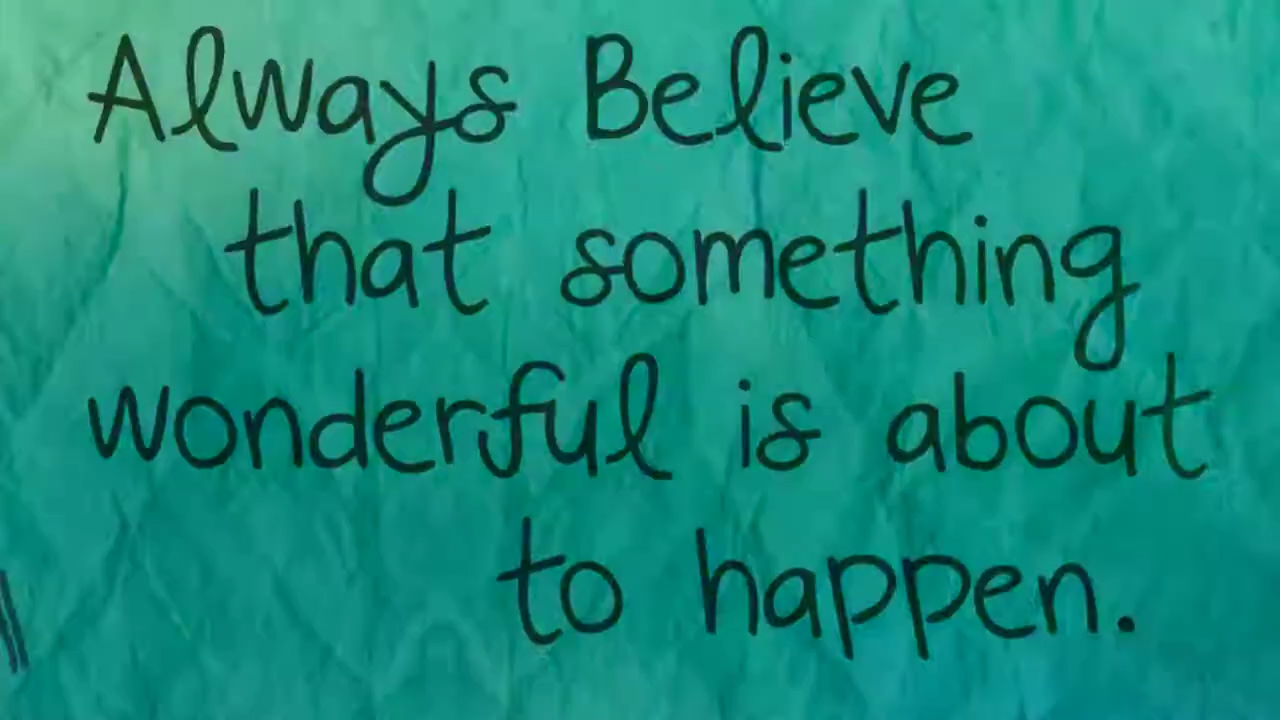 Always Believe
that something
wonderful is about
to happen.